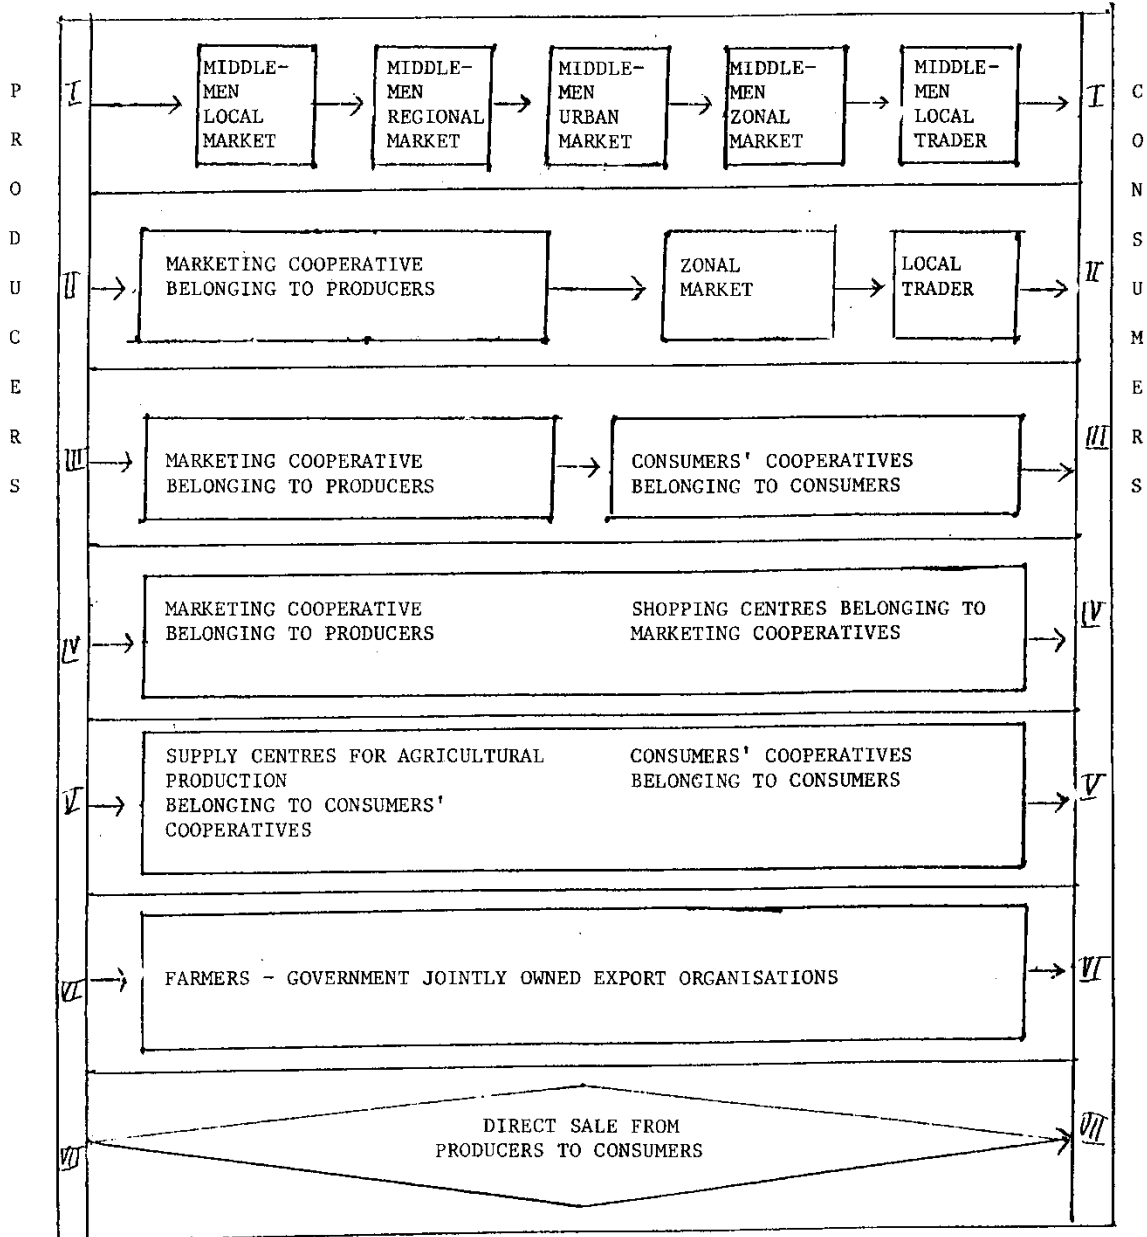 PRODUCERS
CONSUMERS
I
MIDDLE-
MEN
LOCAL
MARKET
MIDDLE-
MEN
REGIONAL
MARKET
MIDDLE-
MEN
URBAN
MARKET
MIDDLE-
MEN
ZONAL
MARKET
MIDDLE-
MEN
LOCAL
TRADER
I
II
MARKETING COOPERATIVE
BELONGING TO PRODUCERS
ZONAL
MARKET
LOCAL
TRADER
II
III
MARKETING COOPERATIVE
BELONGING TO PRODUCERS
CONSUMERS' COOPERATIVES
BELONGING TO CONSUMERS
III
IV
MARKETING COOPERATIVE
BELONGING TO PRODUCERS
SHOPPING CENTRES BELONGING TO
MARKETING COOPERATIVES
IV
V
SUPPLY CENTRES FOR AGRICULTURAL
PRODUCTION
BELONGING TO CONSUMERS'
COOPERATIVES
CONSUMERS' COOPERATIVES
BELONGING TO CONSUMERS
V
VI
FARMERS - GOVERNMENT JOINTLY OWNED EXPORT ORGANISATIONS
VI
VII
DIRECT SALE FROM
PRODUCERS TO CONSUMERS
VII